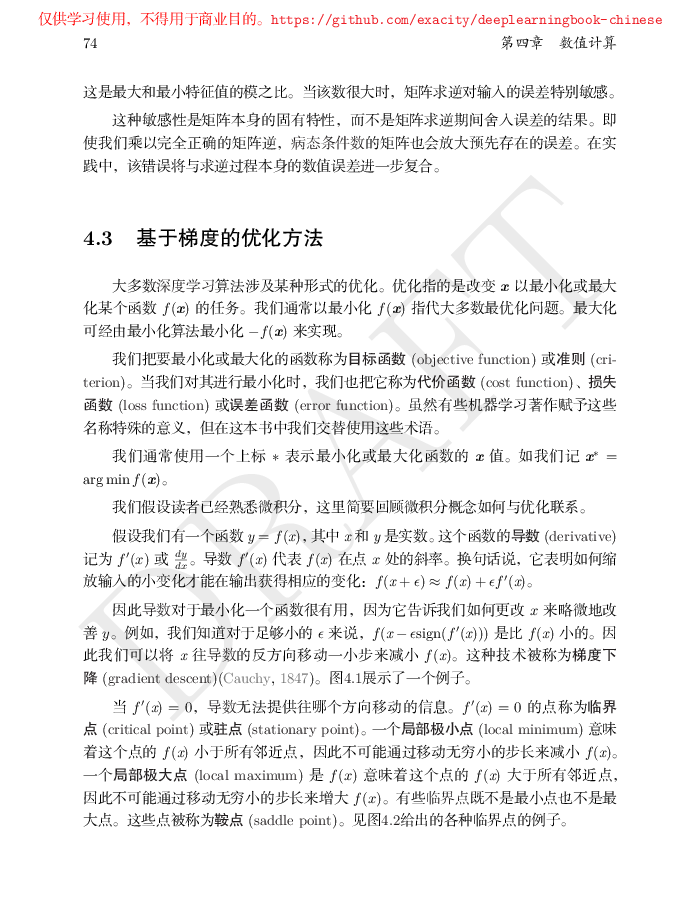 仅供学习使用，不得用于商业目的。https://github.com/exacity/deeplearningbook-chinese
74 第四章 数值计算
这是最大和最小特征值的模之比。当该数很大时，矩阵求逆对输入的误差特别敏感。
这种敏感性是矩阵本身的固有特性，而不是矩阵求逆期间舍入误差的结果。即
使我们乘以完全正确的矩阵逆，病态条件数的矩阵也会放大预先存在的误差。在实
践中，该错误将与求逆过程本身的数值误差进一步复合。
4.3 基于梯度的优化方法
大多数深度学习算法涉及某种形式的优化。优化指的是改变 x 以最小化或最大
化某个函数 f(x) 的任务。我们通常以最小化 f(x) 指代大多数最优化问题。最大化
可经由最小化算法最小化 −f(x) 来实现。
我们把要最小化或最大化的函数称为目标函数 (objective function) 或准则 (cri-
terion)。当我们对其进行最小化时，我们也把它称为代价函数 (cost function)、损失
函数 (loss function) 或误差函数 (error function)。虽然有些机器学习著作赋予这些
名称特殊的意义，但在这本书中我们交替使用这些术语。
我们通常使用一个上标 ∗ 表示最小化或最大化函数的 x 值。如我们记 x* =
arg min f(x)。
我们假设读者已经熟悉微积分，这里简要回顾微积分概念如何与优化联系。
假设我们有一个函数 y = f(x)，其中 x 和 y 是实数。这个函数的导数 (derivative)
记为 f′(x) 或 dy/dx。导数 f′(x) 代表 f(x) 在点 x 处的斜率。换句话说，它表明如何缩
放输入的小变化才能在输出获得相应的变化：f(x + ϵ) ≈ f(x) + ϵf′(x)。
因此导数对于最小化一个函数很有用，因为它告诉我们如何更改 x 来略微地改
善 y。例如，我们知道对于足够小的 ϵ 来说，f(x − ϵsign(f′(x))) 是比 f(x) 小的。因
此我们可以将 x 往导数的反方向移动一小步来减小 f(x)。这种技术被称为梯度下
降 (gradient descent)(Cauchy, 1847)。图4.1展示了一个例子。
当 f′(x) = 0，导数无法提供往哪个方向移动的信息。f′(x) = 0 的点称为临界
点 (critical point) 或驻点 (stationary point)。一个局部极小点 (local minimum) 意味
着这个点的 f(x) 小于所有邻近点，因此不可能通过移动无穷小的步长来减小 f(x)。
一个局部极大点 (local maximum) 是 f(x) 意味着这个点的 f(x) 大于所有邻近点，
因此不可能通过移动无穷小的步长来增大 f(x)。有些临界点既不是最小点也不是最
大点。这些点被称为鞍点 (saddle point)。见图4.2给出的各种临界点的例子。
DRAFT